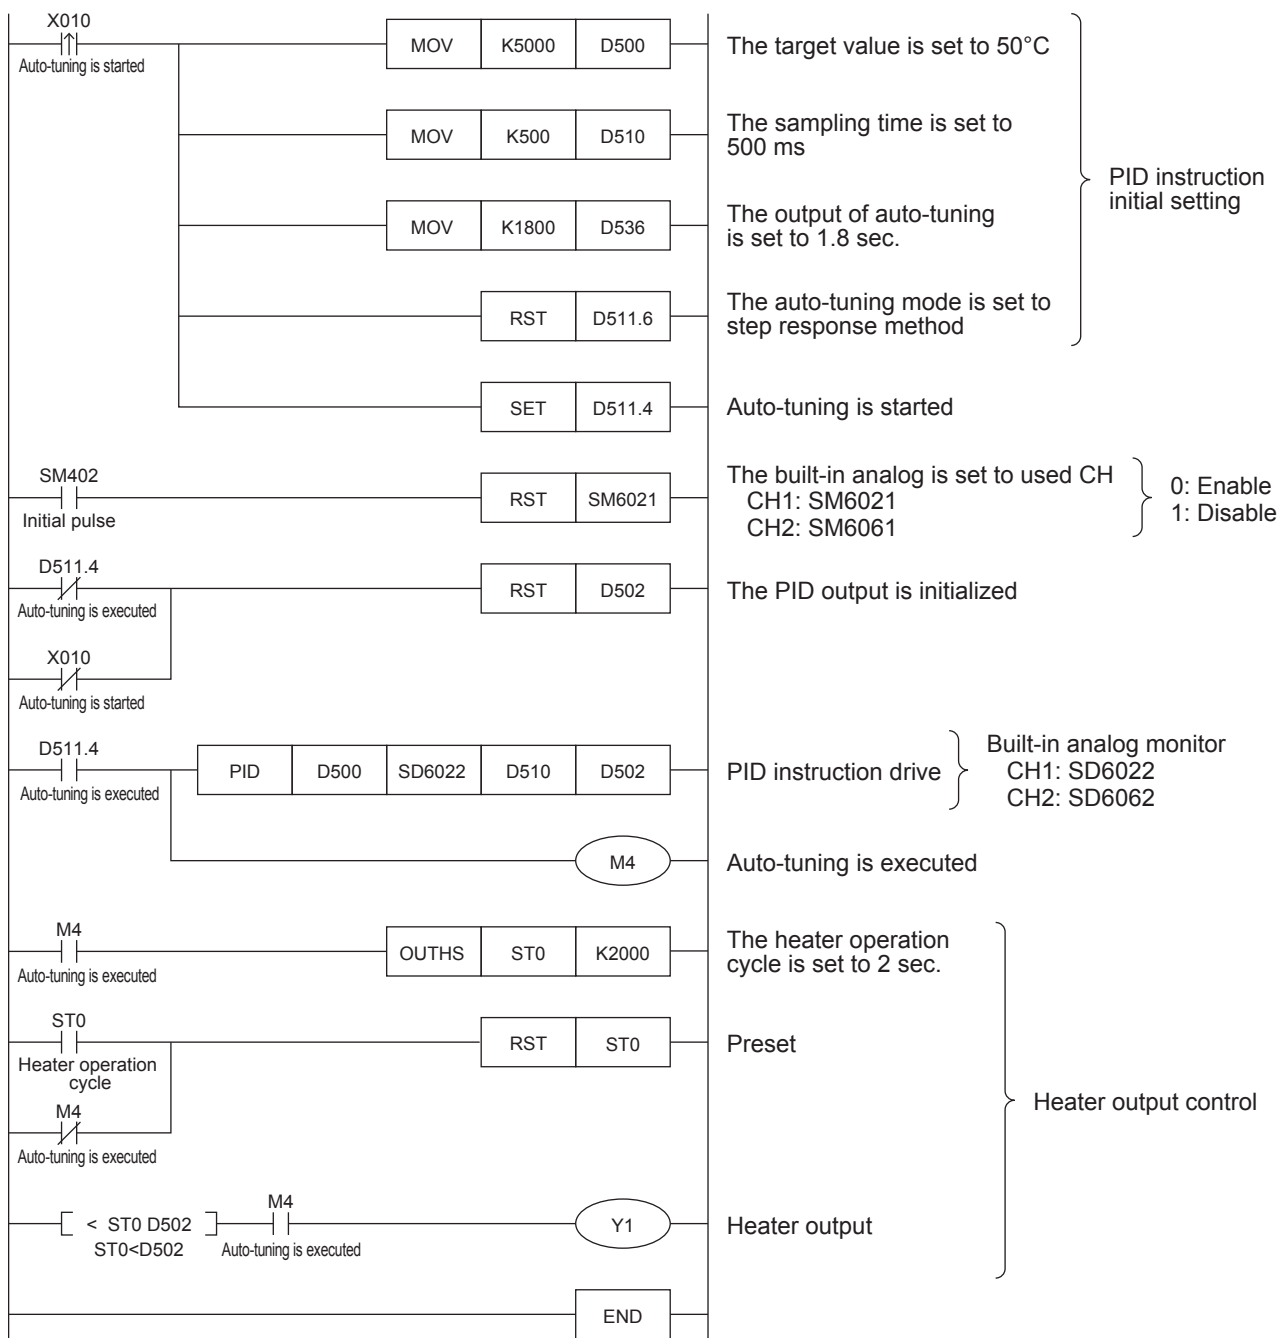 X010
Auto-tuning is started
MOV K5000 D500
The target value is set to 50°C
MOV K500 D510
The sampling time is set to
500 ms
MOV K1800 D536
The output of auto-tuning
is set to 1.8 sec.
RST D511.6
The auto-tuning mode is set to
step response method
PID instruction
initial setting
SET D511.4
Auto-tuning is started
SM402
Initial pulse
RST SM6021
The built-in analog is set to used CH
CH1: SM6021
CH2: SM6061
0: Enable
1: Disable
D511.4
Auto-tuning is executed
RST D502
The PID output is initialized
X010
Auto-tuning is started
D511.4
Auto-tuning is executed
PID D500 SD6022 D510 D502
PID instruction drive
Built-in analog monitor
CH1: SD6022
CH2: SD6062
M4
Auto-tuning is executed
M4
Auto-tuning is executed
OUTHS ST0 K2000
The heater operation
cycle is set to 2 sec.
ST0
Heater operation
cycle
RST ST0
Preset
M4
Auto-tuning is executed
Heater output control
< ST0 D502
ST0<D502
M4
Auto-tuning is executed
Y1
Heater output
END